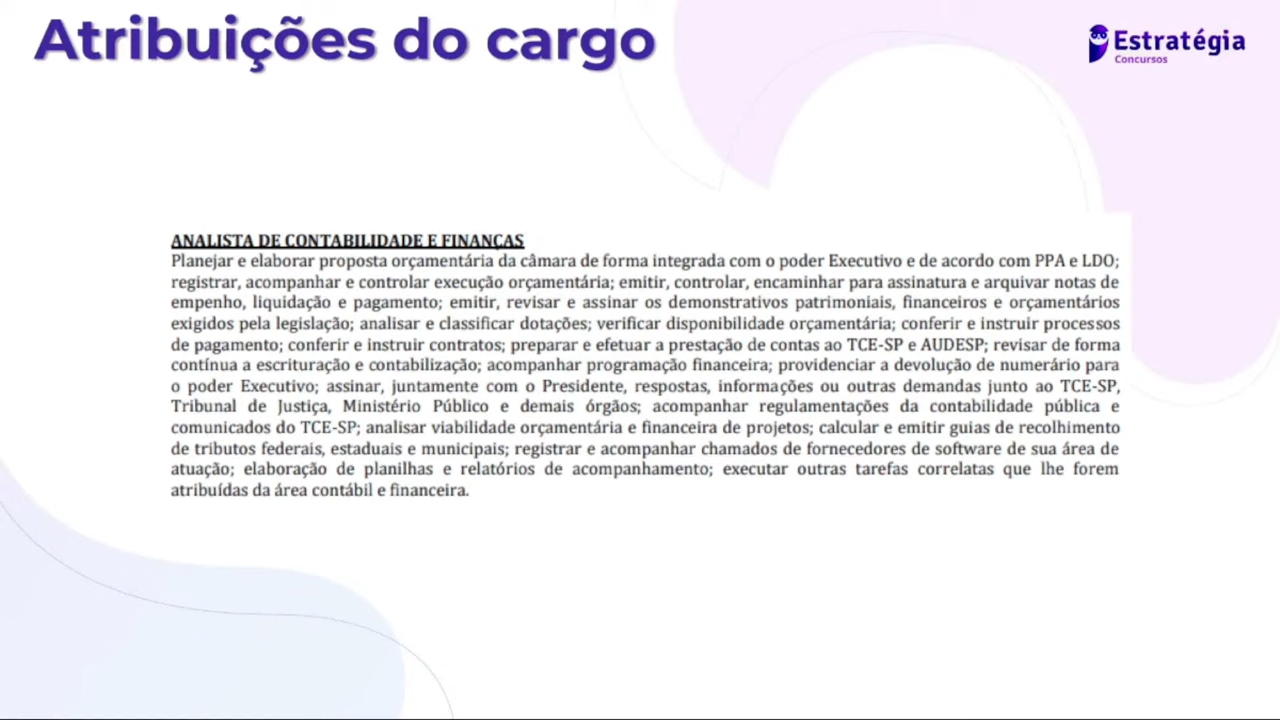 Atribuições do cargo
Estratégia
Concursos
ANALISTA DE CONTABILIDADE E FINANÇAS
Planejar e elaborar proposta orçamentária da câmara de forma integrada com o poder Executivo e de acordo com PPA e LDO;
registrar, acompanhar e controlar execução orçamentária; emitir, controlar, encaminhar para assinatura e arquivar notas de
empenho, liquidação e pagamento; emitir, revisar e assinar os demonstrativos patrimoniais, financeiros e orçamentários
exigidos pela legislação; analisar e classificar dotações; verificar disponibilidade orçamentária; conferir e instruir processos
de pagamento; conferir e instruir contratos; preparar e efetuar a prestação de contas ao TCE-SP e AUDESP; revisar de forma
contínua a escrituração e contabilização; acompanhar programação financeira; providenciar a devolução de numerário para
o poder Executivo; assinar, juntamente com o Presidente, respostas, informações ou outras demandas junto ao TCE-SP,
Tribunal de Justiça, Ministério Público e demais órgãos; acompanhar regulamentações da contabilidade pública e
comunicados do TCE-SP; analisar viabilidade orçamentária e financeira de projetos; calcular e emitir guias de recolhimento
de tributos federais, estaduais e municipais; registrar e acompanhar chamados de fornecedores de software de sua área de
atuação; elaboração de planilhas e relatórios de acompanhamento; executar outras tarefas correlatas que lhe forem
atribuídas da área contábil e financeira.